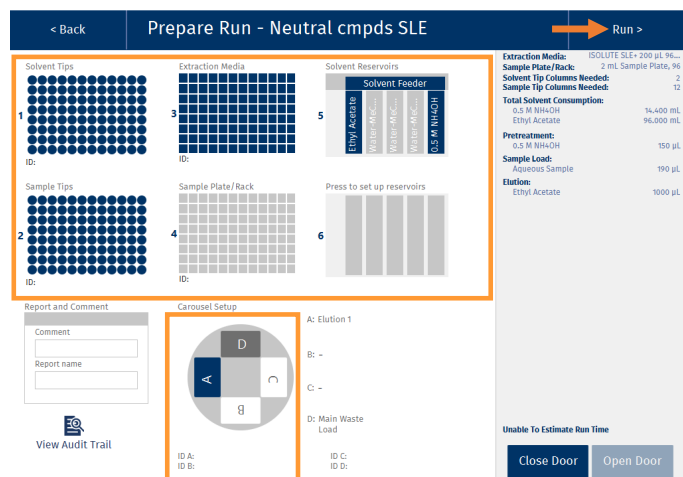 < Back
Prepare Run - Neutral cmpds SLE
Run >
Solvent Tips
1
ID:
Extraction Media
3
ID:
Solvent Reservoirs
5
Solvent Feeder
Ethyl Acetate
Water-MeC...
Water-MeC...
Water-MeC...
0.5 M NH4OH
Sample Tips
2
ID:
Sample Plate/Rack
4
ID:
Press to set up reservoirs
6
Report and Comment
Comment
Report name
View Audit Trail
Carousel Setup
D
A
C
B
ID A:
ID B:
ID C:
ID D:
A: Elution 1
B: -
C: -
D: Main Waste
Load
Extraction Media: ISOLUTE SLE+ 200 µL 96....
Sample Plate/Rack: 2 mL Sample Plate, 96
Solvent Tip Columns Needed: 2
Sample Tip Columns Needed: 12
Total Solvent Consumption:
0.5 M NH4OH 14.400 mL
Ethyl Acetate 96.000 mL
Pretreatment:
0.5 M NH4OH 150 µL
Sample Load:
Aqueous Sample 190 µL
Elution:
Ethyl Acetate 1000 µL
Unable To Estimate Run Time
Close Door
Open Door